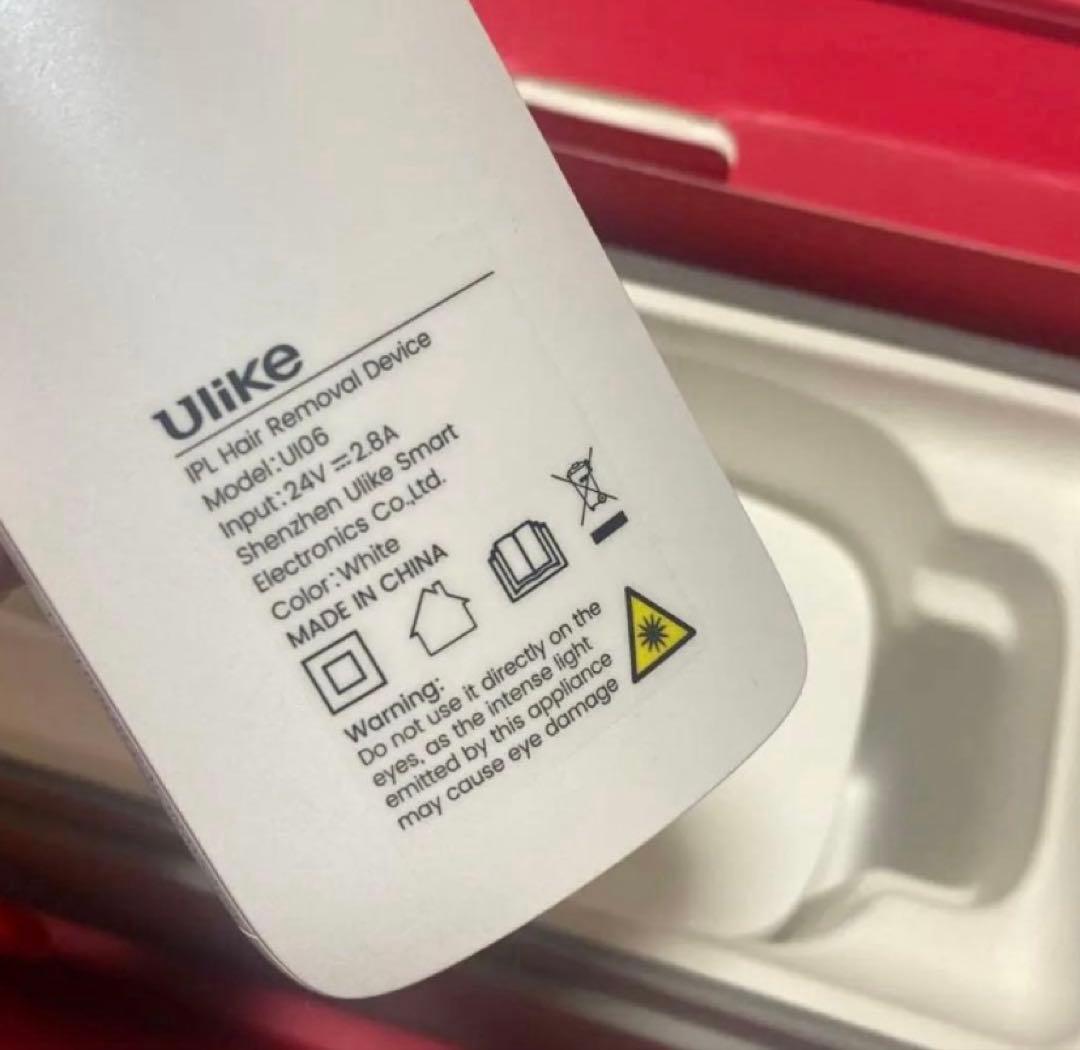 Ulike
IPL Hair Removal Device
Model:UI06
Input:24V ⎓2.8A
Shenzhen Ulike Smart
Electronics Co.,Ltd.
Color:White
MADE IN CHINA
Warning:
Do not use it directly on the
eyes, as the intense light
emitted by this appliance
may cause eye damage